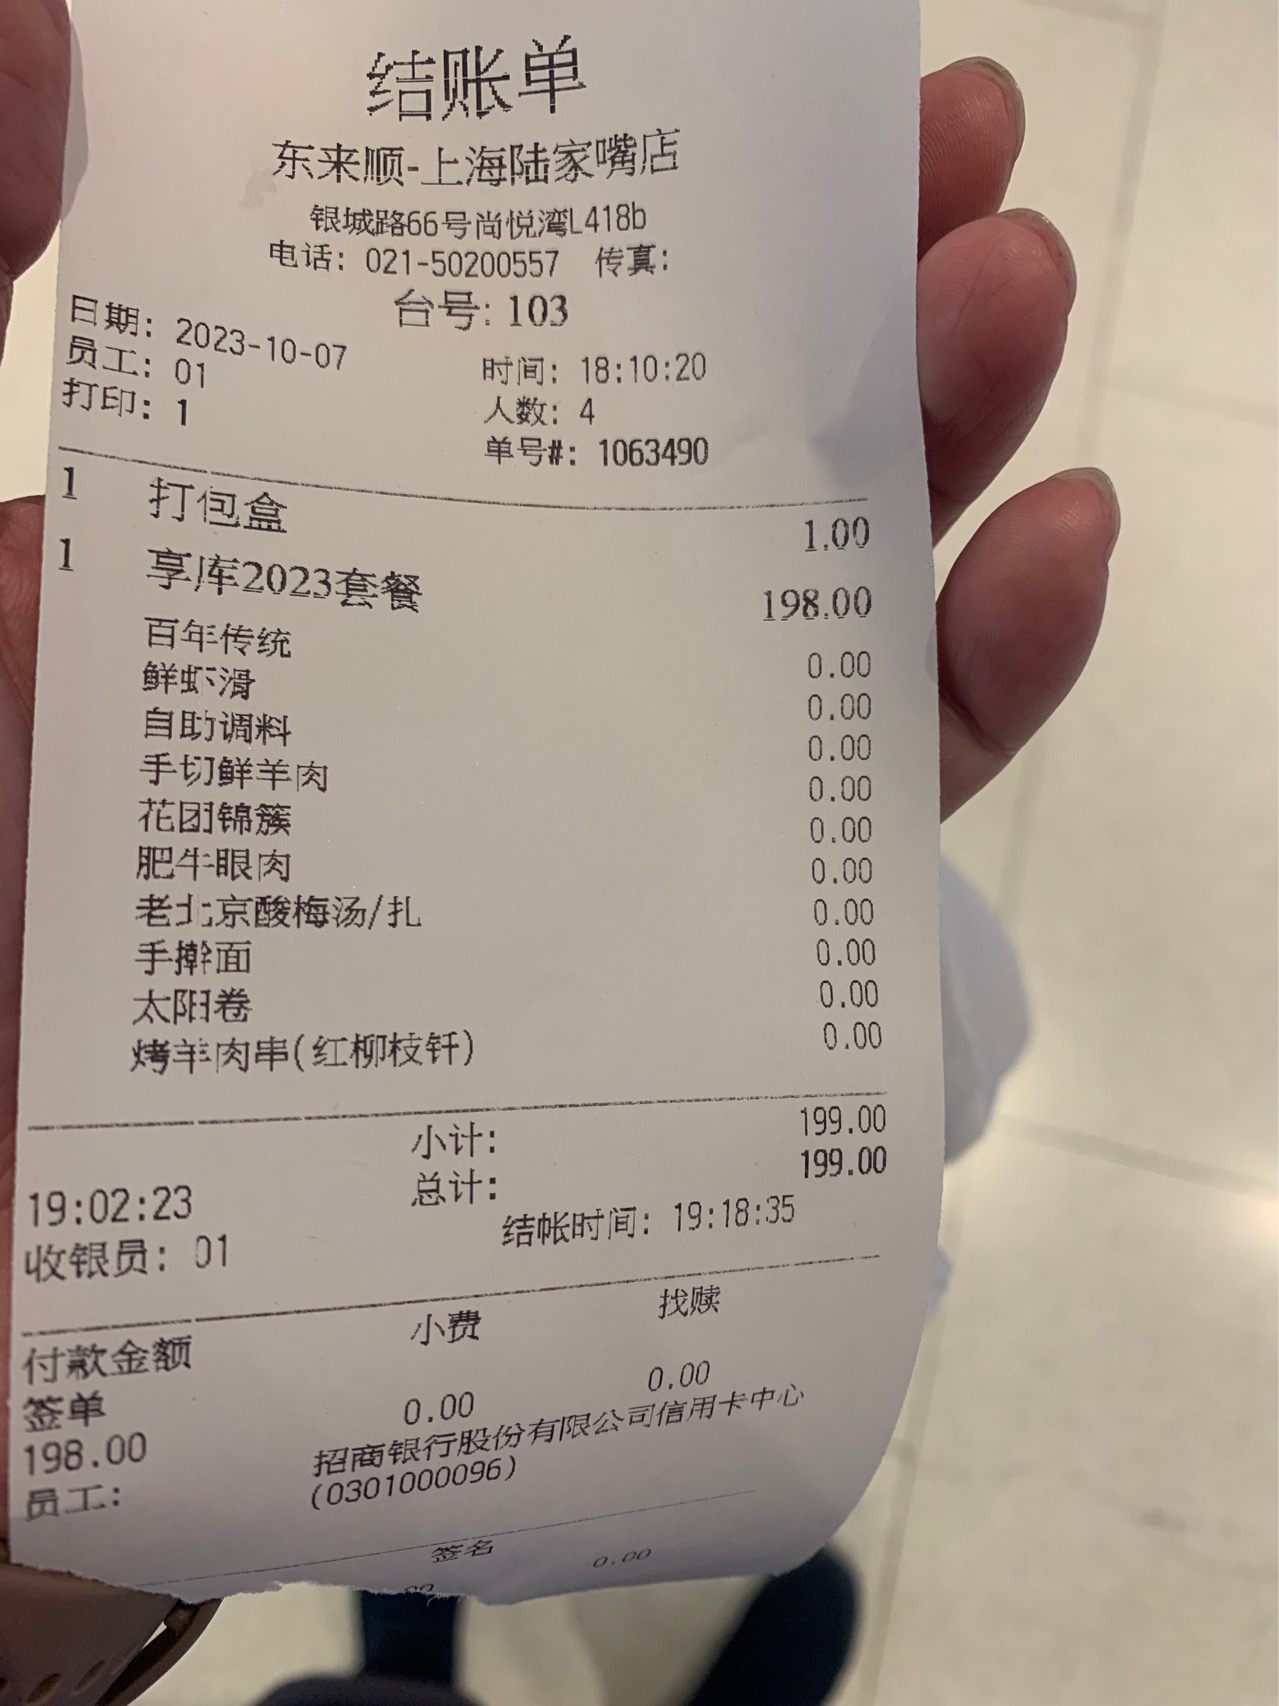 结账单
东来顺-上海陆家嘴店
银城路66号尚悦湾L418b
电话: 021-50200557 传真:
台号: 103
日期: 2023-10-07
时间: 18:10:20
员工: 01
人数: 4
打印: 1
单号#: 1063490
1 打包盒 1.00
1 享库2023套餐 198.00
百年传统 0.00
鲜虾滑 0.00
自助调料 0.00
手切鲜羊肉 0.00
花团锦簇 0.00
肥牛眼肉 0.00
老北京酸梅汤/扎 0.00
手擀面 0.00
太阳卷 0.00
烤羊肉串(红柳枝钎) 0.00
小计: 199.00
总计: 199.00
19:02:23
结帐时间: 19:18:35
收银员: 01
付款金额 小费 找赎
签单 0.00 0.00
198.00 招商银行股份有限公司信用卡中心
(0301000096)
员工:
签名
0.00